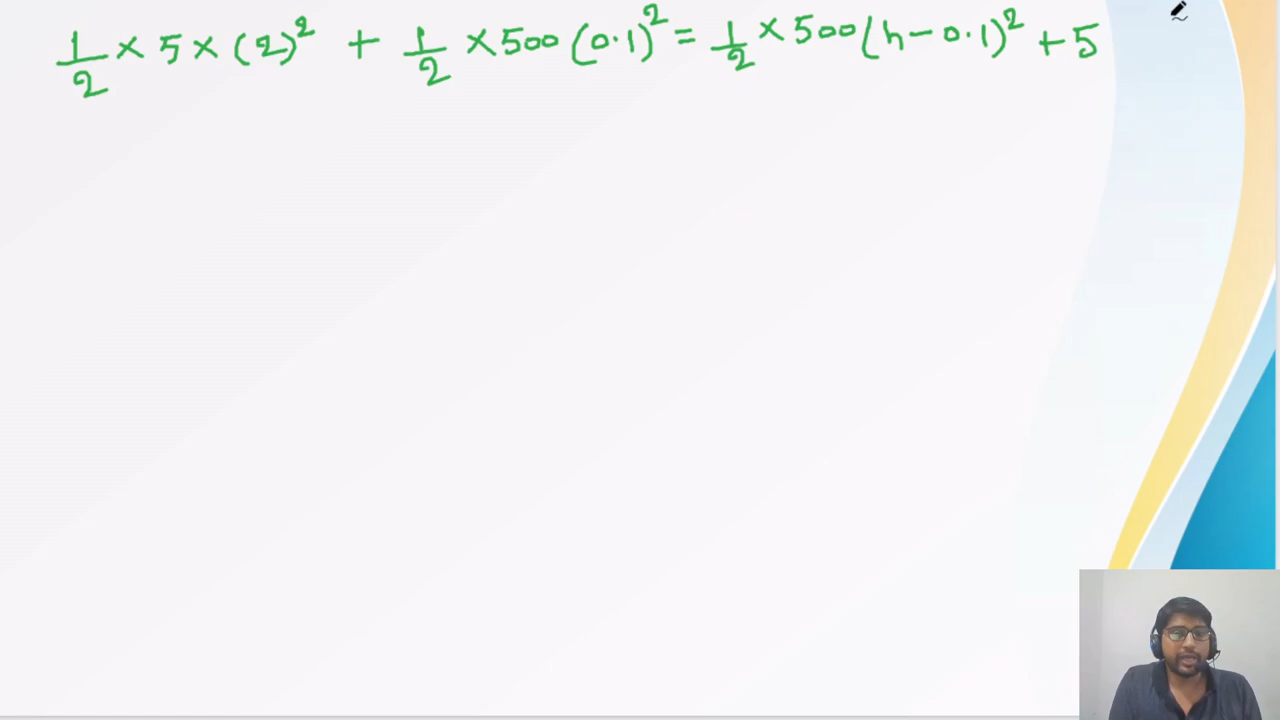 1/2 × 5 × (2)² + 1/2 × 500 (0.1)² = 1/2 × 500 (h - 0.1)² + 5